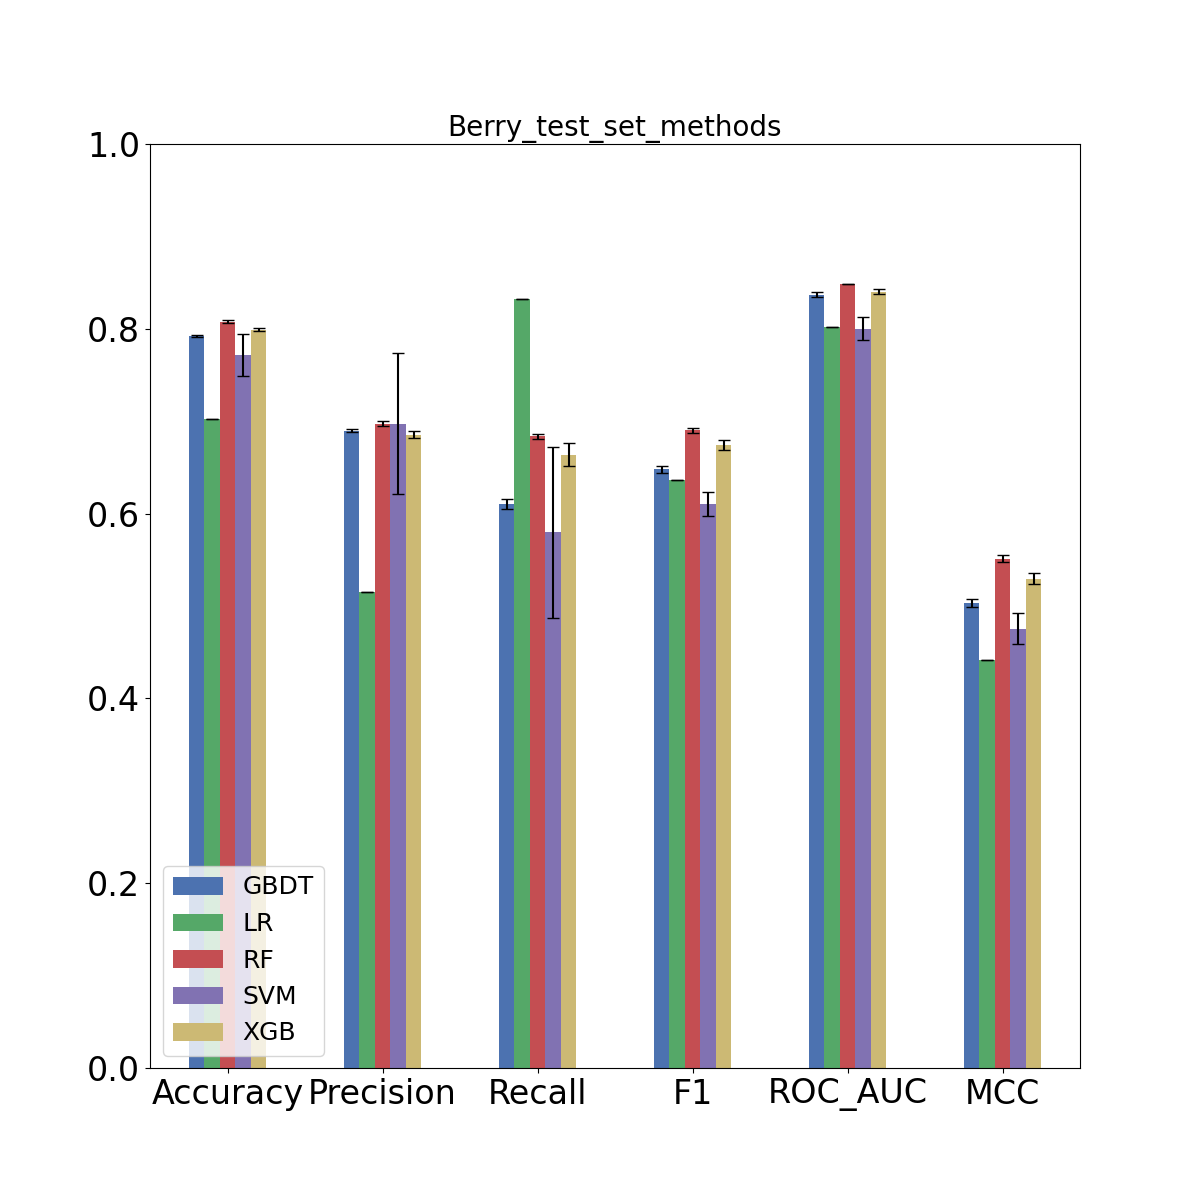 Berry_test_set_methods
1.0
0.8
0.6
0.4
0.2
0.0
GBDT
LR
RF
SVM
XGB
Accuracy Precision Recall F1 ROC_AUC MCC